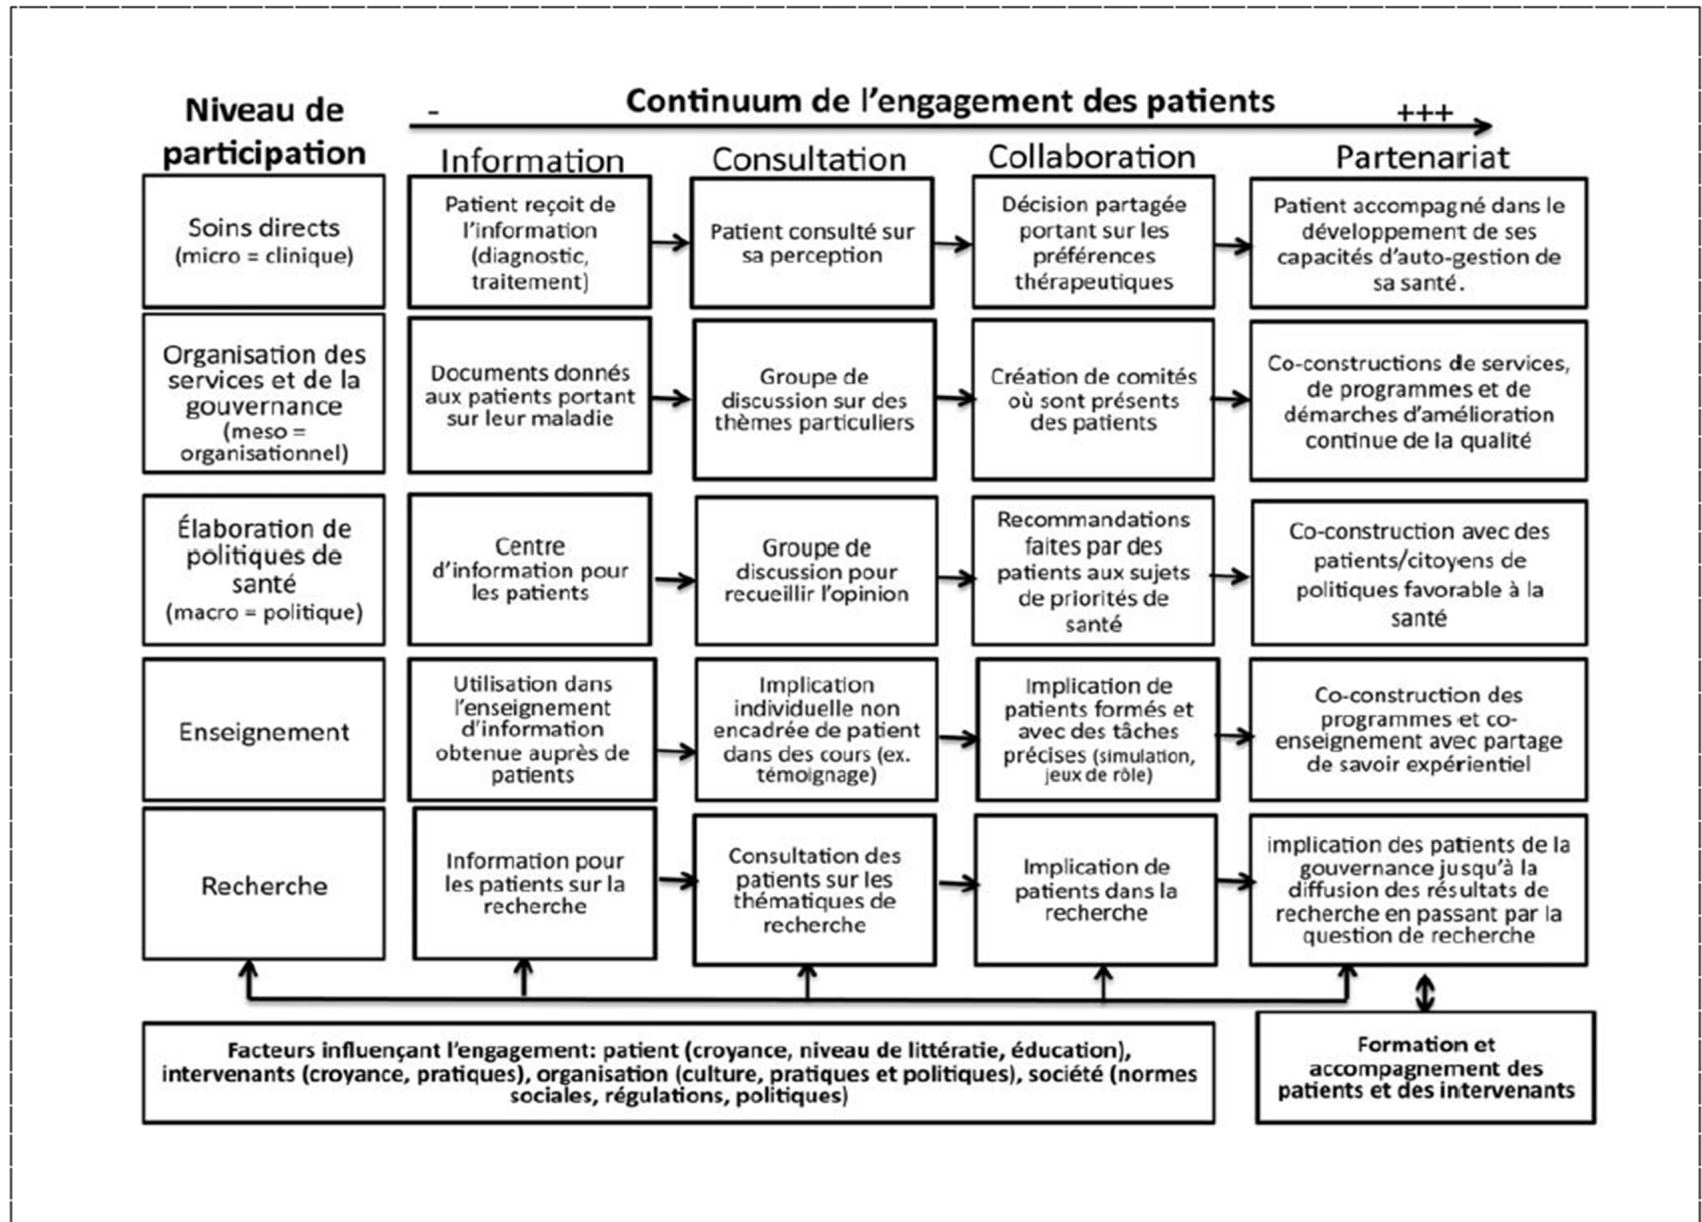 Niveau de
participation
Continuum de l'engagement des patients
-
+++
Information
Consultation
Collaboration
Partenariat
Soins directs
(micro = clinique)
Patient reçoit de
l'information
(diagnostic,
traitement)
Patient consulté sur
sa perception
Décision partagée
portant sur les
préférences
thérapeutiques
Patient accompagné dans le
développement de ses
capacités d'auto-gestion de
sa santé.
Organisation des
services et de la
gouvernance
(meso =
organisationnel)
Documents donnés
aux patients portant
sur leur maladie
Groupe de
discussion sur des
thèmes particuliers
Création de comités
où sont présents
des patients
Co-constructions de services,
de programmes et de
démarches d'amélioration
continue de la qualité
Élaboration de
politiques de
santé
(macro = politique)
Centre
d'information pour
les patients
Groupe de
discussion pour
recueillir l'opinion
Recommandations
faites par des
patients aux sujets
de priorités de
santé
Co-construction avec des
patients/citoyens de
politiques favorable à la
santé
Enseignement
Utilisation dans
l'enseignement
d'information
obtenue auprès de
patients
Implication
individuelle non
encadrée de patient
dans des cours (ex.
témoignage)
Implication de
patients formés et
avec des tâches
précises (simulation,
jeux de rôle)
Co-construction des
programmes et co-
enseignement avec partage
de savoir expérientiel
Recherche
Information pour
les patients sur la
recherche
Consultation des
patients sur les
thématiques de
recherche
Implication de
patients dans la
recherche
implication des patients de la
gouvernance jusqu'à la
diffusion des résultats de
recherche en passant par la
question de recherche
Facteurs influençant l'engagement: patient (croyance, niveau de littératie, éducation),
intervenants (croyance, pratiques), organisation (culture, pratiques et politiques), société (normes
sociales, régulations, politiques)
Formation et
accompagnement des
patients et des intervenants